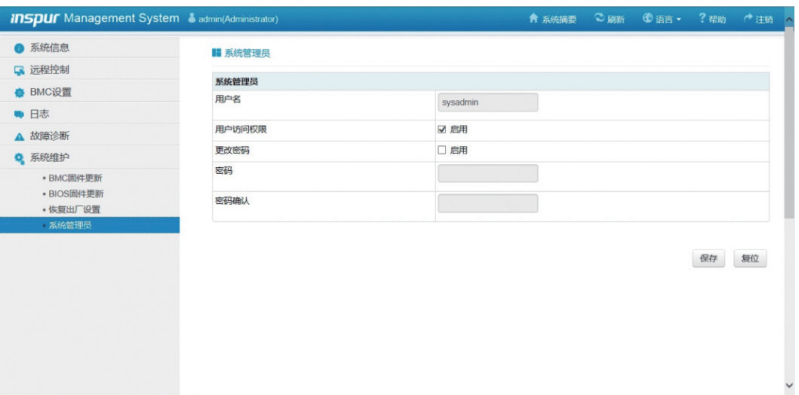 inspur Management System admin(Administrator) 系统摘要 刷新 语言 ? 帮助 注销
系统信息
远程控制
BMC设置
日志
故障诊断
系统维护
• BMC固件更新
• BIOS固件更新
• 恢复出厂设置
• 系统管理员
系统管理员
系统管理员
用户名 sysadmin
用户访问权限 启用
更改密码 启用
密码
密码确认
保存 复位